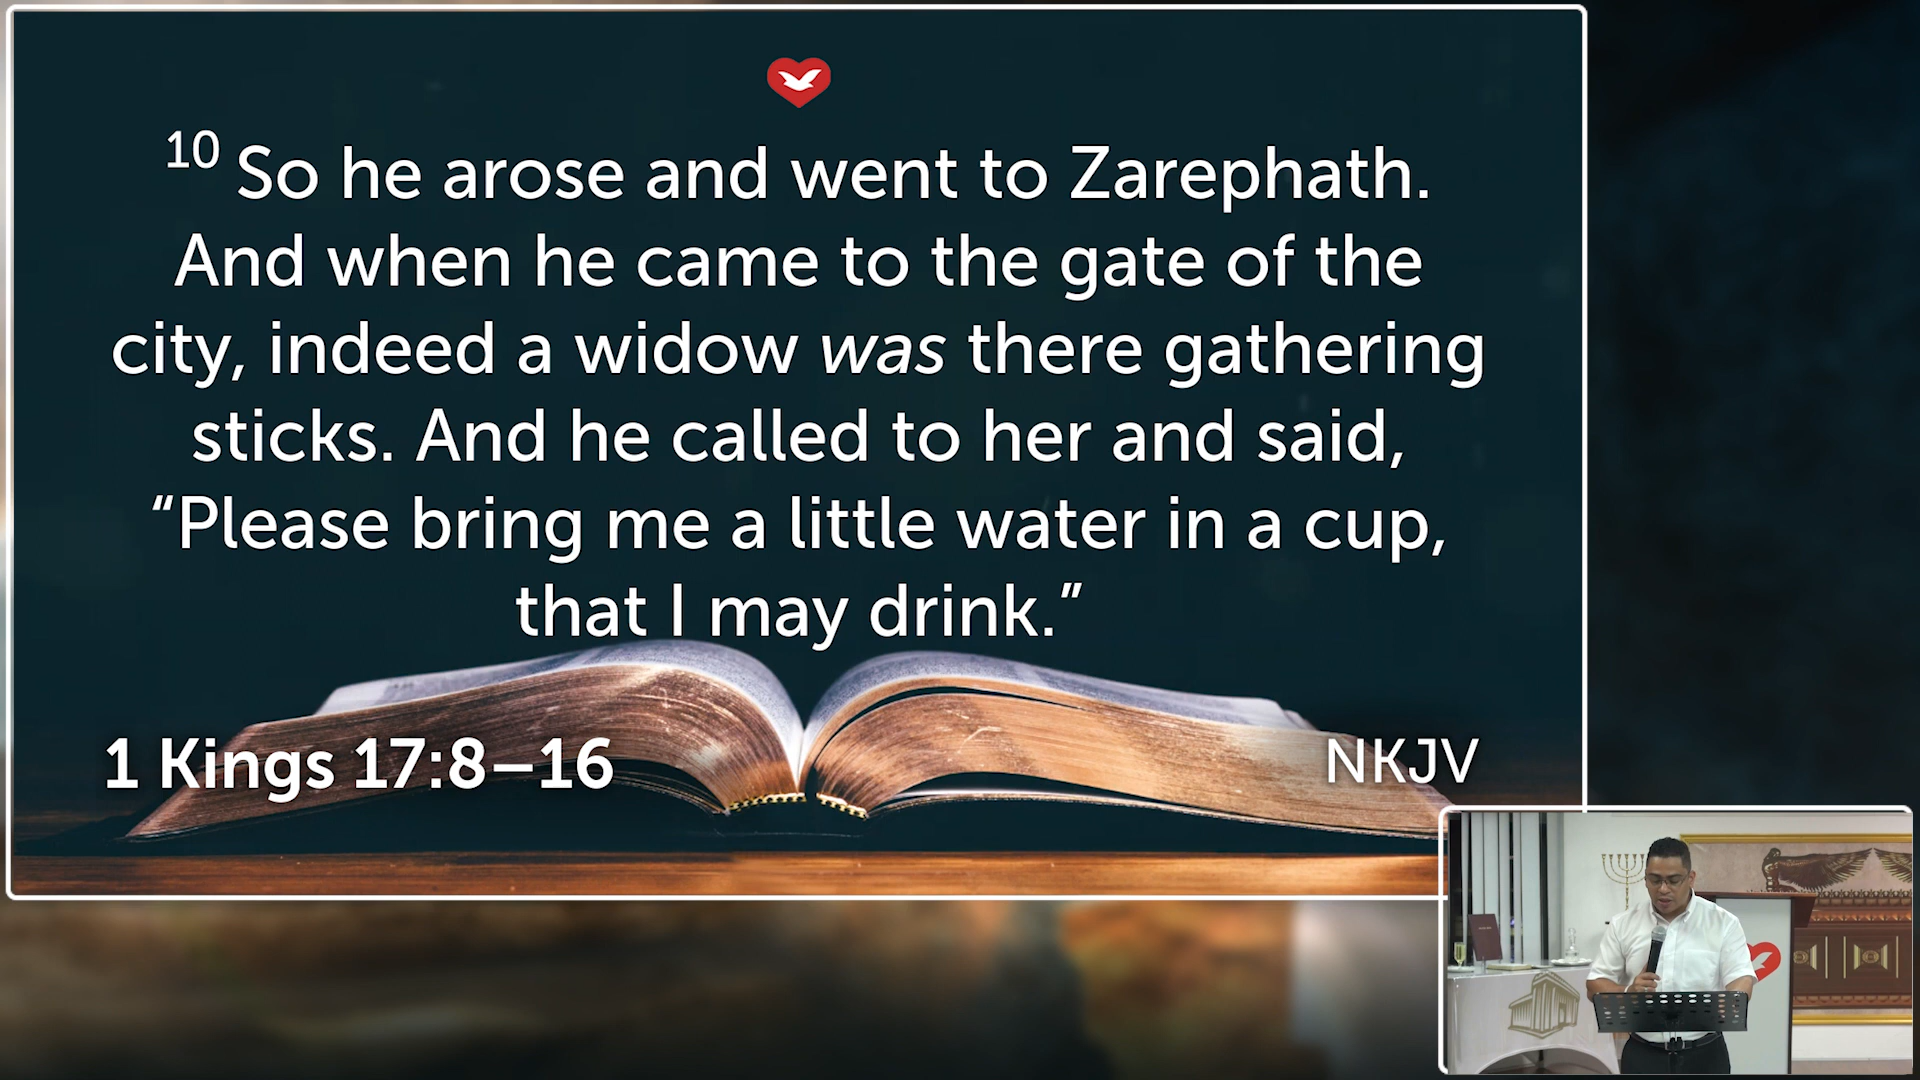 10 So he arose and went to Zarephath.
And when he came to the gate of the
city, indeed a widow was there gathering
sticks. And he called to her and said,
“Please bring me a little water in a cup,
that I may drink.”
1 Kings 17:8–16
NKJV